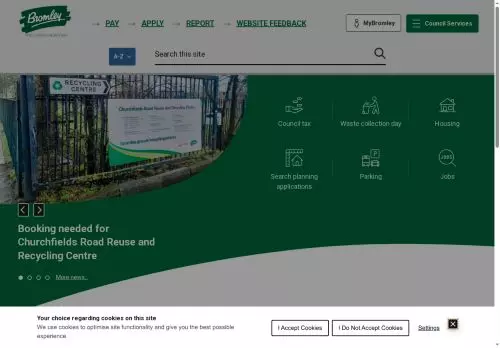 Bromley
→ PAY → APPLY → REPORT → WEBSITE FEEDBACK
MyBromley
Council Services
A-Z
Search this site
RECYCLING
CENTRE
Churchfields Road Reuse and Recycling Centre
Council tax
Waste collection day
Housing
Search planning
applications
Parking
JOBS
Jobs
Booking needed for
Churchfields Road Reuse and
Recycling Centre
More news..
Your choice regarding cookies on this site
We use cookies to optimise site functionality and give you the best possible
experience
I Accept Cookies
I Do Not Accept Cookies
Settings